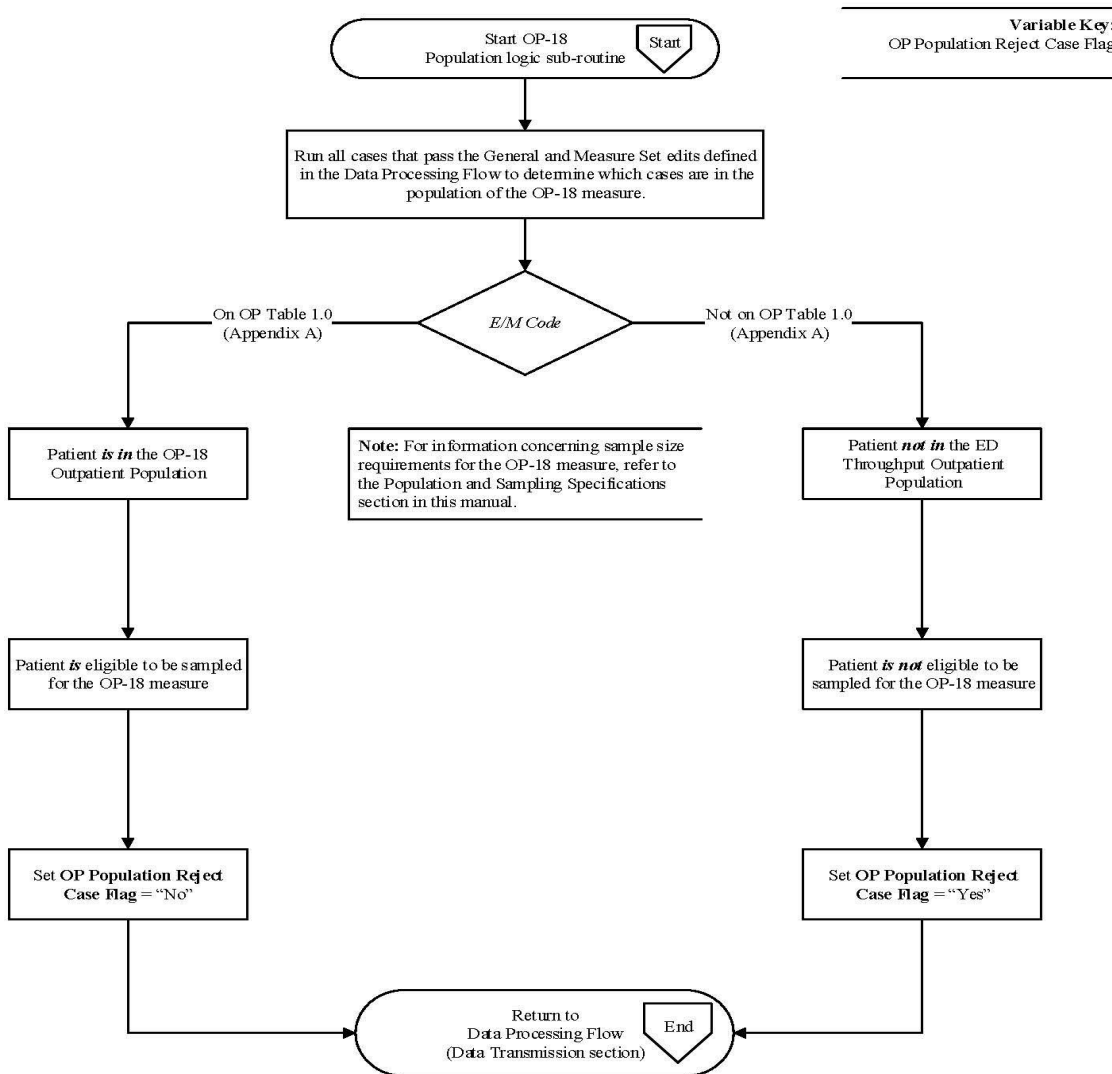 Variable Key:
OP Population Reject Case Flag
Start OP-18
Population logic sub-routine
Start
Run all cases that pass the General and Measure Set edits defined
in the Data Processing Flow to determine which cases are in the
population of the OP-18 measure.
E/M Code
On OP Table 1.0
(Appendix A)
Not on OP Table 1.0
(Appendix A)
Patient is in the OP-18
Outpatient Population
Note: For information concerning sample size
requirements for the OP-18 measure, refer to
the Population and Sampling Specifications
section in this manual.
Patient not in the ED
Throughput Outpatient
Population
Patient is eligible to be sampled
for the OP-18 measure
Patient is not eligible to be
sampled for the OP-18 measure
Set OP Population Reject
Case Flag = “No”
Set OP Population Reject
Case Flag = “Yes”
Return to
Data Processing Flow
(Data Transmission section)
End